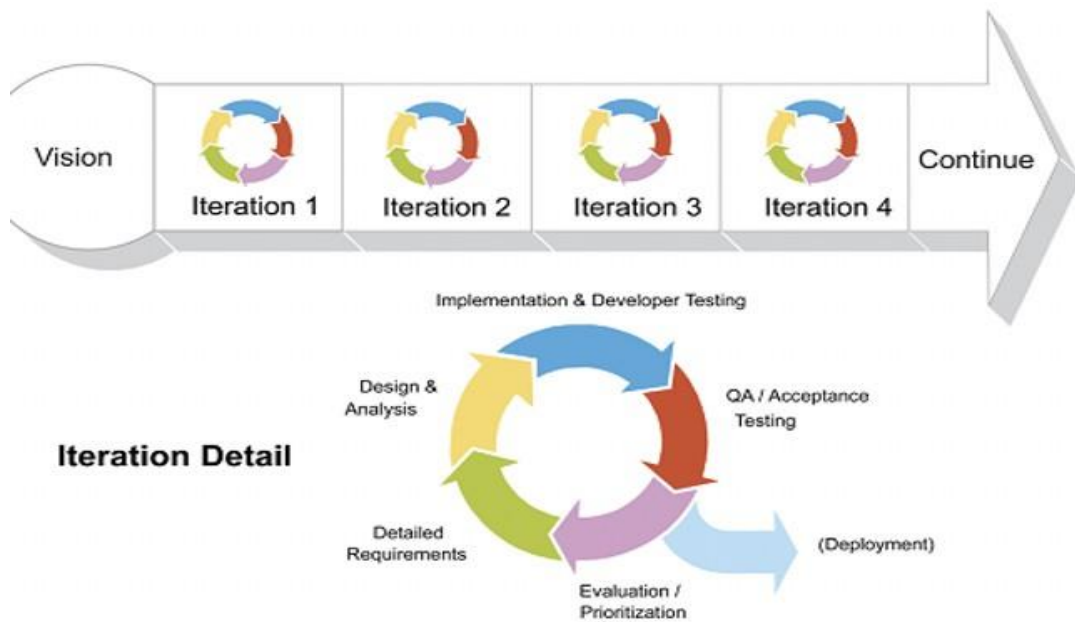 Vision
Iteration 1
Iteration 2
Iteration 3
Iteration 4
Continue
Implementation & Developer Testing
Design &
Analysis
QA / Acceptance
Testing
Iteration Detail
Detailed
Requirements
(Deployment)
Evaluation /
Prioritization